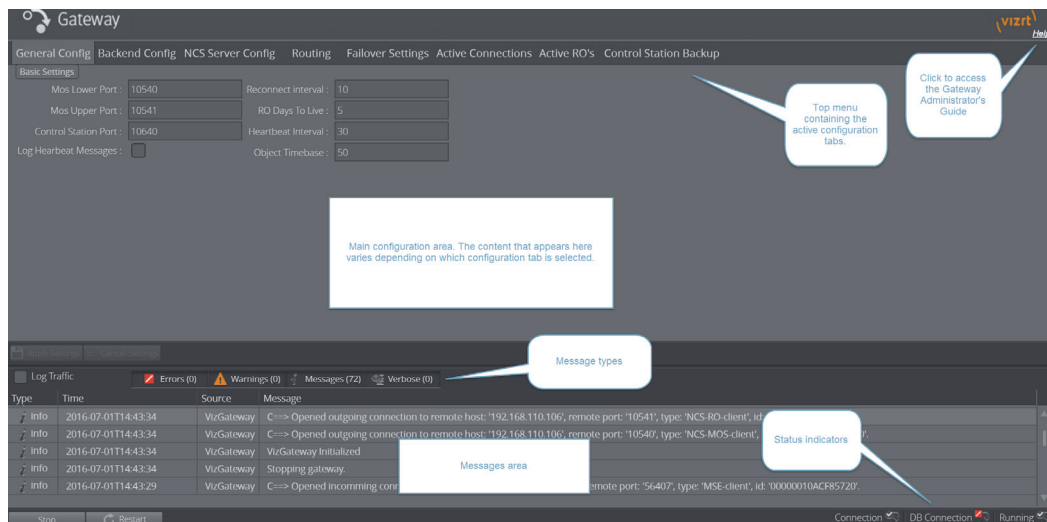 Gateway
vizrt
Help
General Config Backend Config NCS Server Config Routing Failover Settings Active Connections Active RO's Control Station Backup
Basic Settings
Mos Lower Port : 10540 Reconnect interval : 10
Mos Upper Port : 10541 RO Days To Live : 5
Control Station Port : 10640 Heartbeat Interval : 30
Log Hearbeat Messages : Object Timebase : 50
Click to access
the Gateway
Administrator's
Guide
Top menu
containing the
active configuration
tabs.
Main configuration area. The content that appears here
varies depending on which configuration tab is selected.
Apply Settings Cancel Settings
Message types
Log Traffic Errors (0) Warnings (0) Messages (72) Verbose (0)
Type Time Source Message
Info 2016-07-01T14:43:34 VizGateway C==> Opened outgoing connection to remote host: '192.168.110.106', remote port: '10541', type: 'NCS-RO-client', id:
Info 2016-07-01T14:43:34 VizGateway C==> Opened outgoing connection to remote host: '192.168.110.106', remote port: '10540', type: 'NCS-MOS-client',
Info 2016-07-01T14:43:34 VizGateway VizGateway Initialized
Info 2016-07-01T14:43:34 VizGateway Stopping gateway.
Info 2016-07-01T14:43:29 VizGateway C==> Opened incomming conn remote port: '56407', type: 'MSE-client', id: '00000010ACF85720'.
Status indicators
Messages area
Stop Restart Connection DB Connection Running